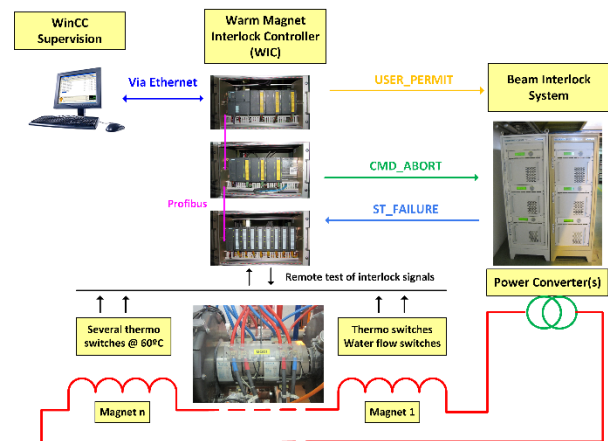 WinCC
Supervision
Warm Magnet
Interlock Controller
(WIC)
Via Ethernet
USER_PERMIT
Beam Interlock
System
CMD_ABORT
Profibus
ST_FAILURE
Remote test of interlock signals
Power Converter(s)
Several thermo
switches @ 60ºC
Thermo switches
Water flow switches
Magnet n
Magnet 1